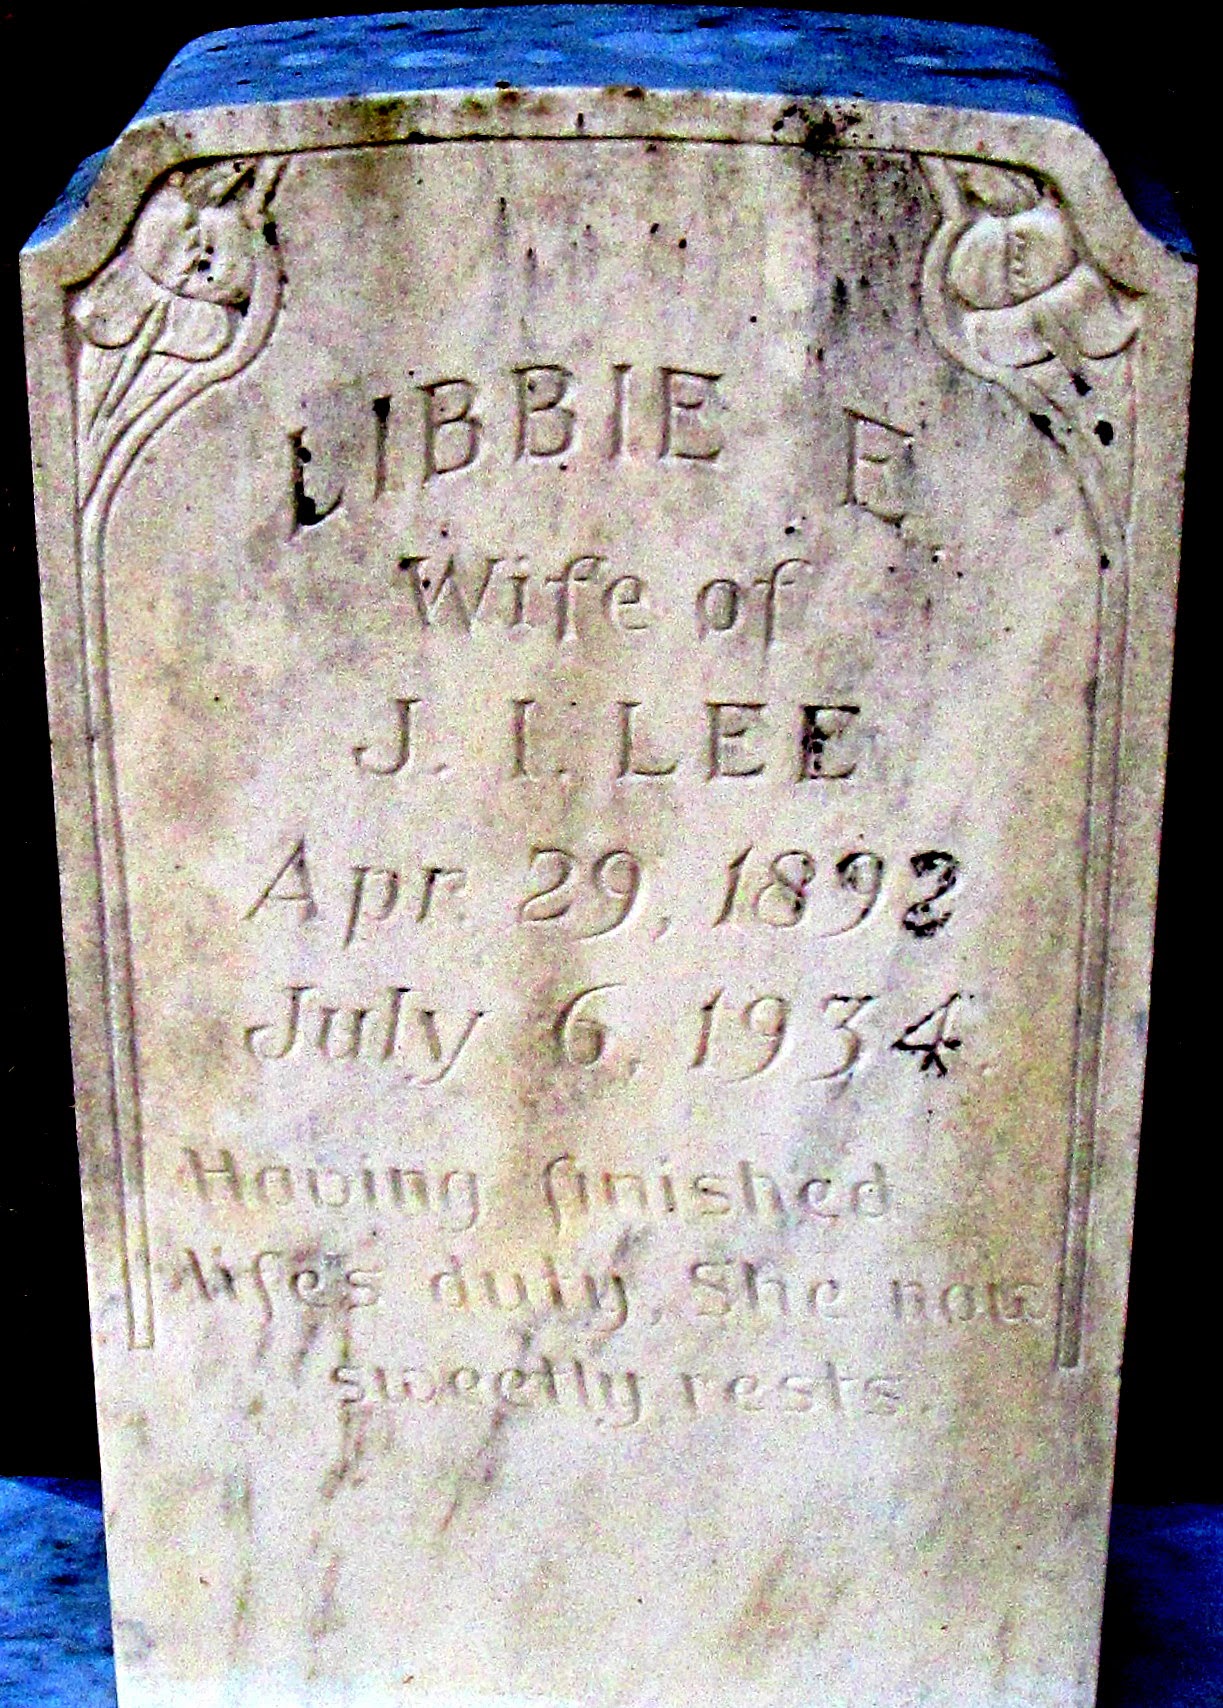 LIBBIE E
Wife of
J. I. LEE
Apr. 29, 1892
July 6, 1934.
Having finished
life's duty, She now
sweetly rests.